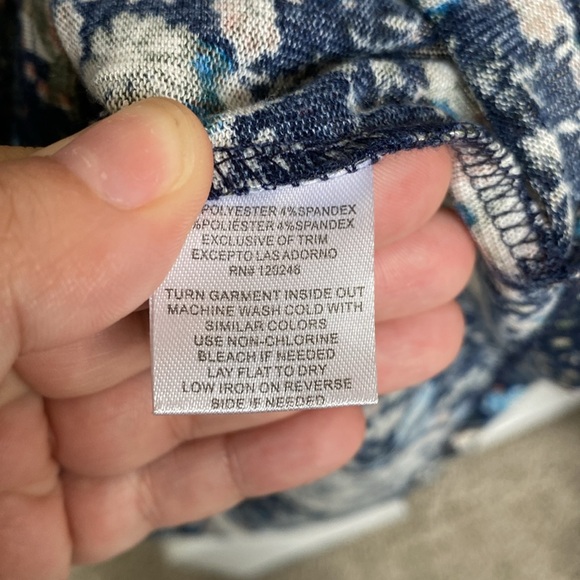 %POLYESTER 4%SPANDEX
%POLIÉSTER 4%SPANDEX
EXCLUSIVE OF TRIM
EXCEPTO LAS ADORNO
RN# 120246
TURN GARMENT INSIDE OUT
MACHINE WASH COLD WITH
SIMILAR COLORS
USE NON-CHLORINE
BLEACH IF NEEDED
LAY FLAT TO DRY
LOW IRON ON REVERSE
SIDE IF NEEDED